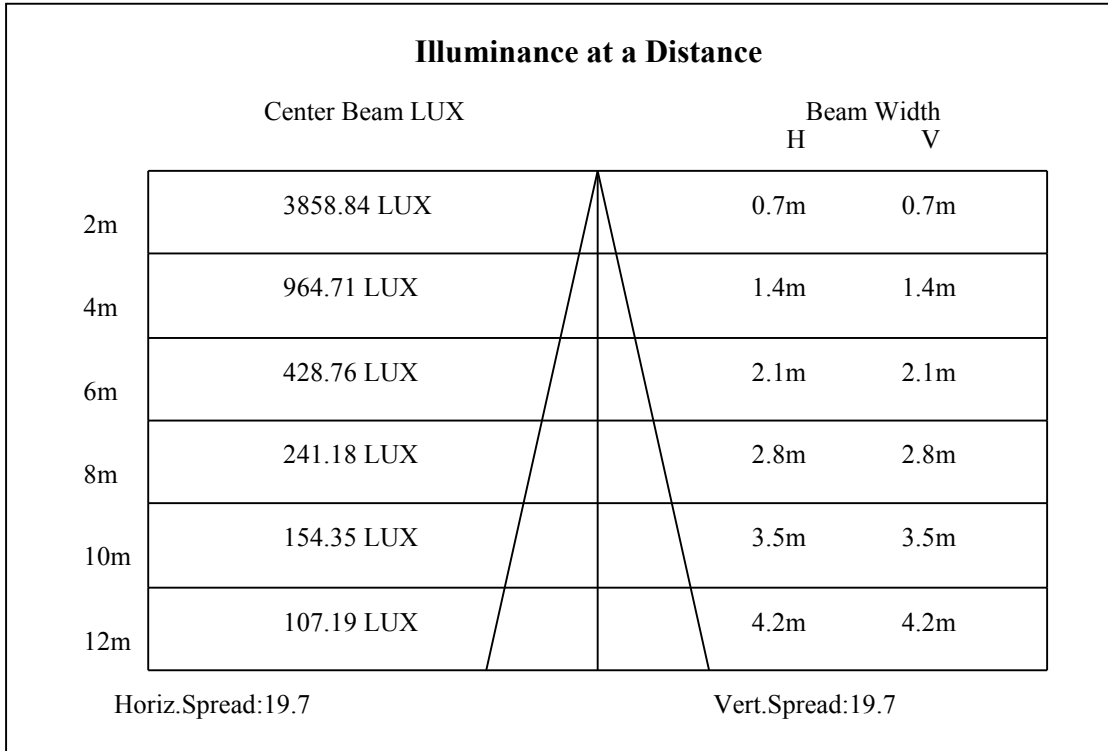 Illuminance at a Distance
Center Beam LUX Beam Width
H V
2m 3858.84 LUX 0.7m 0.7m
4m 964.71 LUX 1.4m 1.4m
6m 428.76 LUX 2.1m 2.1m
8m 241.18 LUX 2.8m 2.8m
10m 154.35 LUX 3.5m 3.5m
12m 107.19 LUX 4.2m 4.2m
Horiz.Spread:19.7 Vert.Spread:19.7